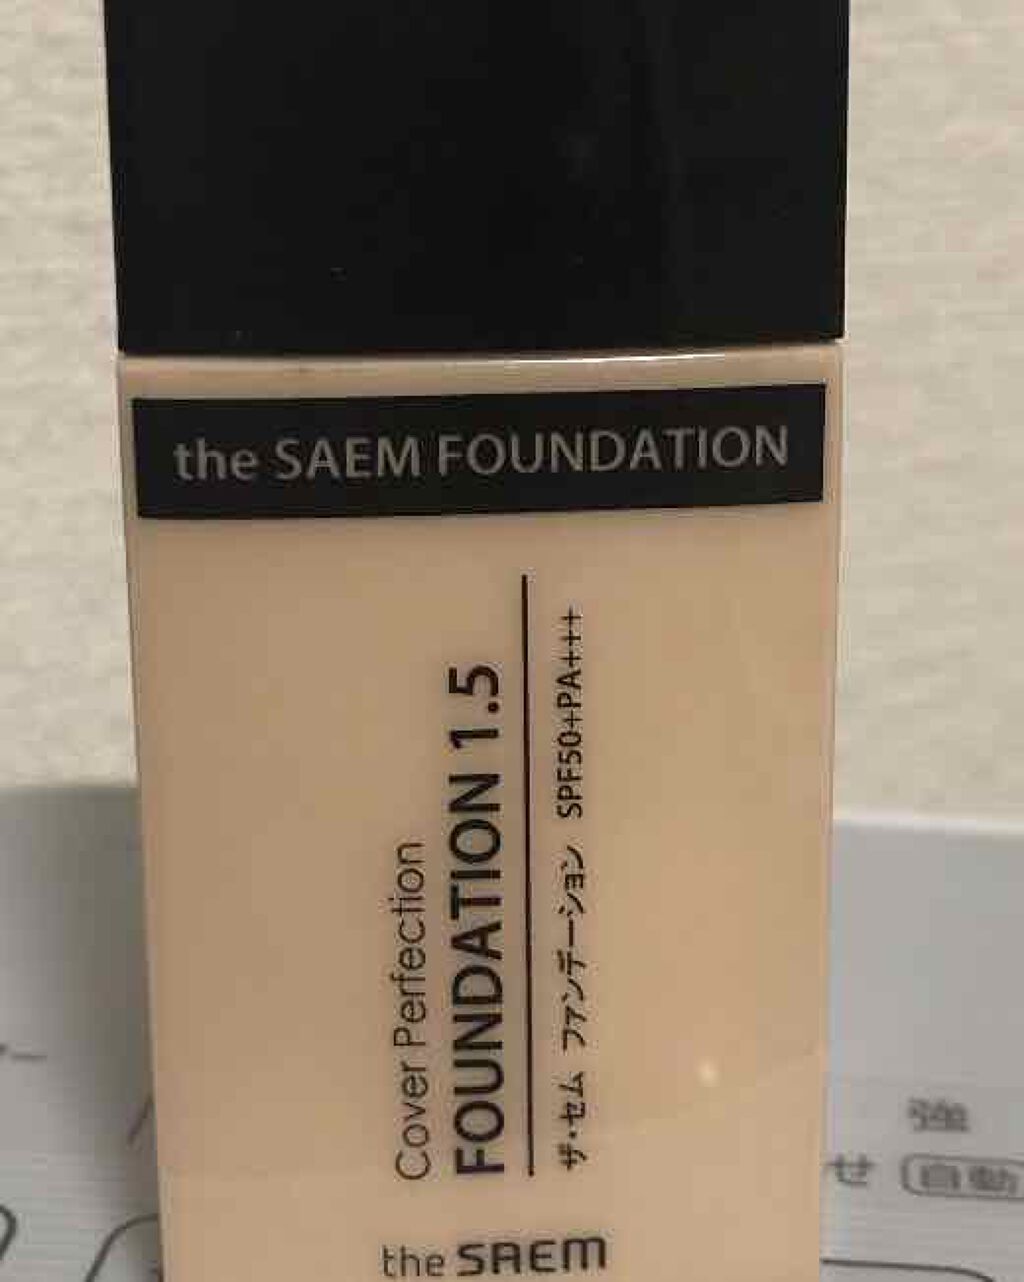 the SAEM FOUNDATION
Cover Perfection
FOUNDATION 1.5
ザ・セム ファンデーション SPF50+PA+++
the SAEM
強
せ 自動